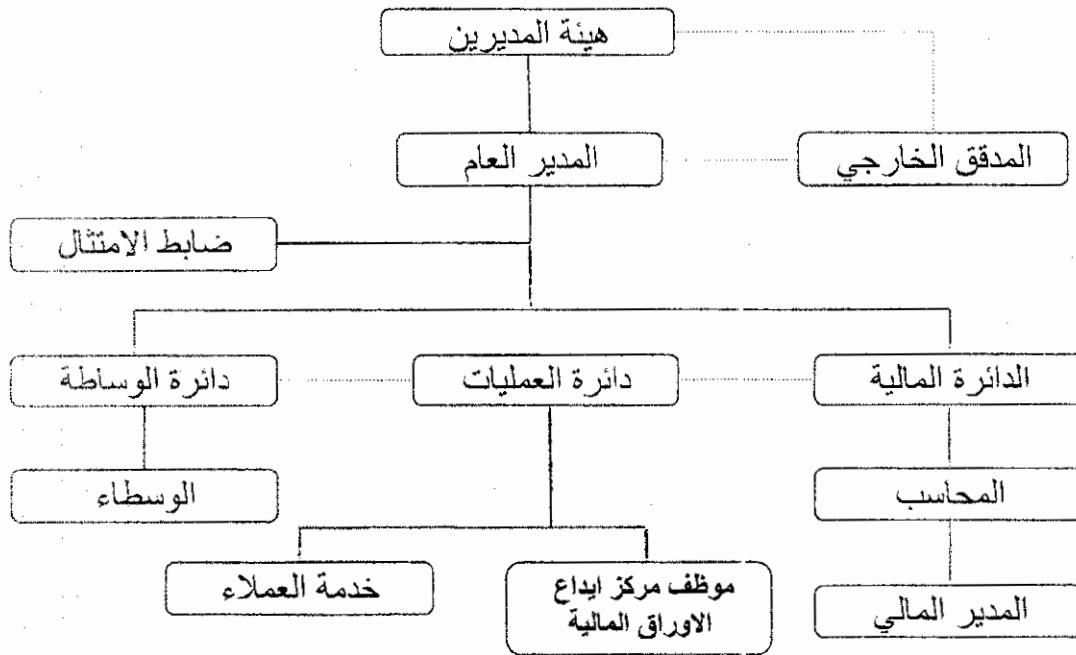 هيئة المديرين
المدير العام
المدقق الخارجي
ضابط الامتثال
الدائرة المالية
دائرة العمليات
دائرة الوساطة
المحاسب
الوسطاء
المدير المالي
موظف مركز ايداع
الاوراق المالية
خدمة العملاء